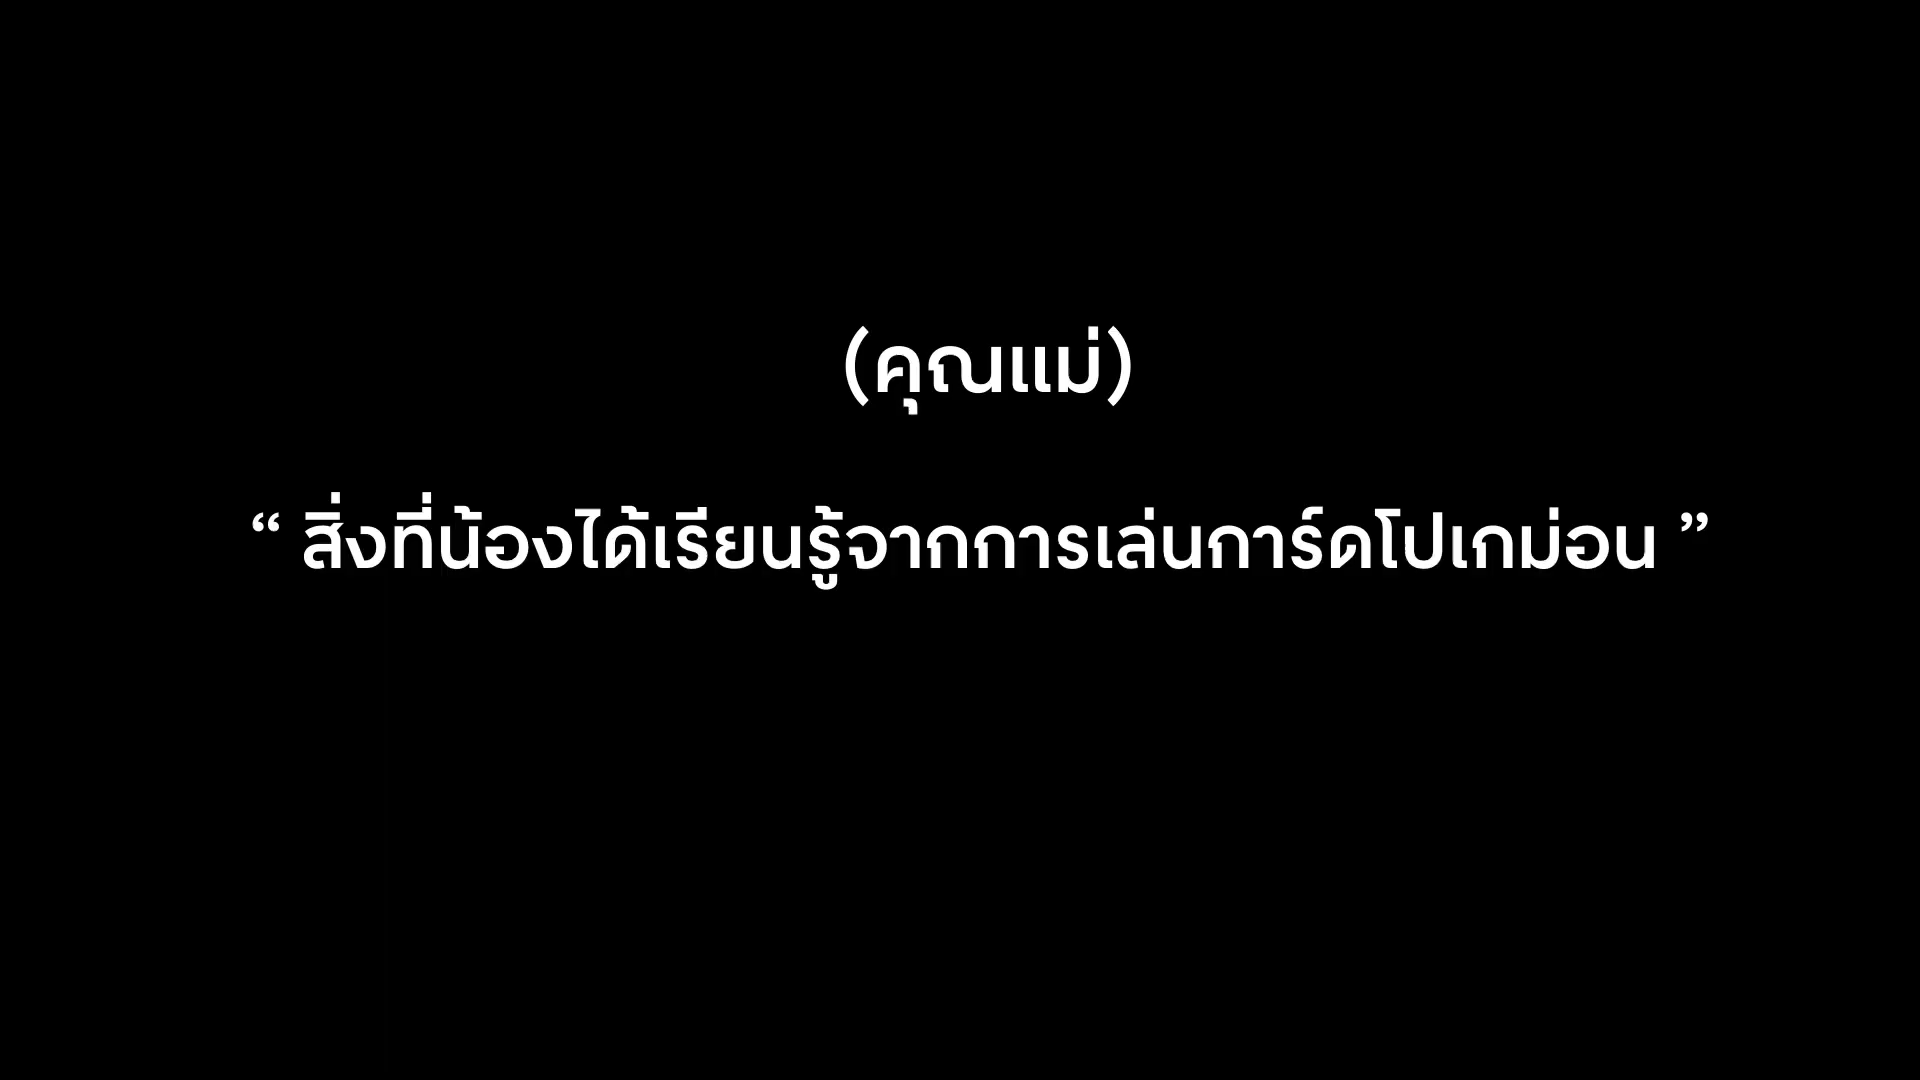 (คุณแม่)
“ สิ่งที่น้องได้เรียนรู้จากการเล่นการ์ดโปเกม่อน ”